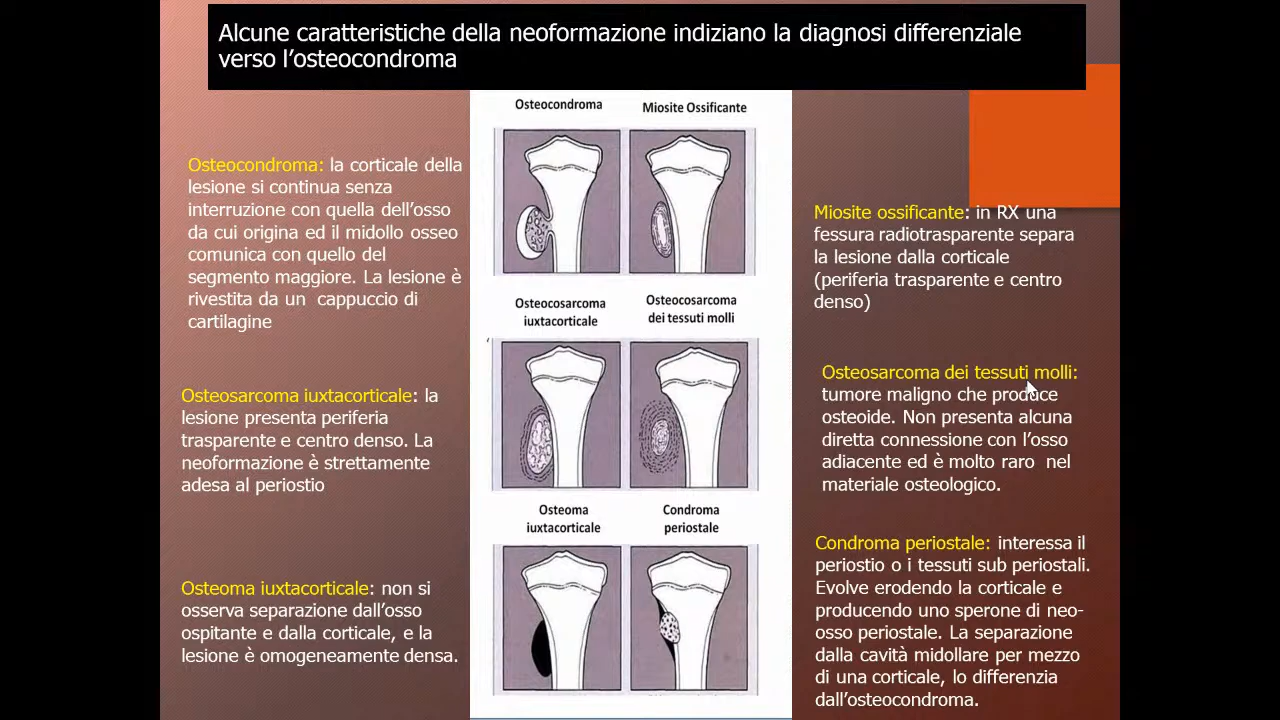 Alcune caratteristiche della neoformazione indiziano la diagnosi differenziale
verso l'osteocondroma
Osteocondroma: la corticale della
lesione si continua senza
interruzione con quella dell'osso
da cui origina ed il midollo osseo
comunica con quello del
segmento maggiore. La lesione è
rivestita da un cappuccio di
cartilagine
Osteosarcoma iuxtacorticale: la
lesione presenta periferia
trasparente e centro denso. La
neoformazione è strettamente
adesa al periostio
Osteoma iuxtacorticale: non si
osserva separazione dall'osso
ospitante e dalla corticale, e la
lesione è omogeneamente densa.
Osteocondroma
Miosite Ossificante
Osteocosarcoma
iuxtacorticale
Osteocosarcoma
dei tessuti molli
Osteoma
iuxtacorticale
Condroma
periostale
Miosite ossificante: in RX una
fessura radiotrasparente separa
la lesione dalla corticale
(periferia trasparente e centro
denso)
Osteosarcoma dei tessuti molli:
tumore maligno che produce
osteoide. Non presenta alcuna
diretta connessione con l'osso
adiacente ed è molto raro nel
materiale osteologico.
Condroma periostale: interessa il
periostio o i tessuti sub periostali.
Evolve erodendo la corticale e
producendo uno sperone di neo-
osso periostale. La separazione
dalla cavità midollare per mezzo
di una corticale, lo differenzia
dall'osteocondroma.